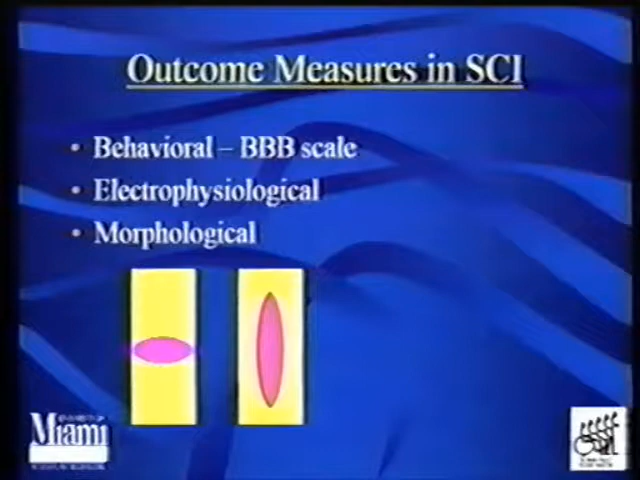 Outcome Measures in SCI
• Behavioral – BBB scale
• Electrophysiological
• Morphological
Miami